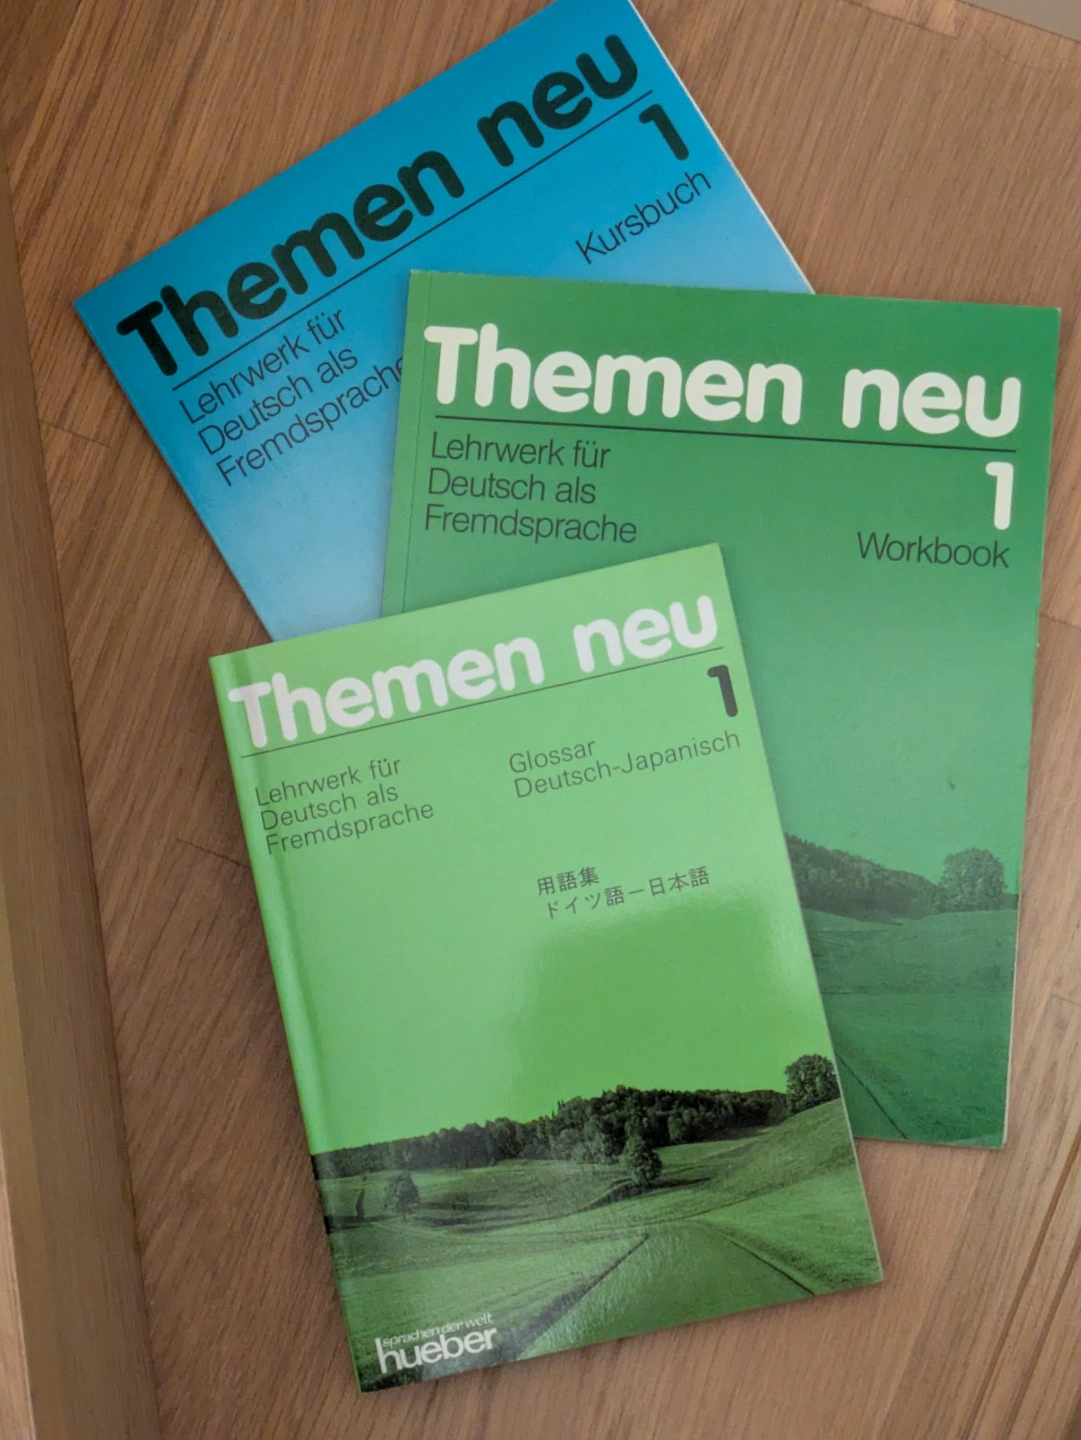 Themen neu
1
Kursbuch
Lehrwerk für
Deutsch als
Fremdsprache
Themen neu
1
Lehrwerk für
Deutsch als
Fremdsprache
Workbook
Themen neu
1
Lehrwerk für
Deutsch als
Fremdsprache
Glossar
Deutsch-Japanisch
用語集
ドイツ語ー日本語
sprachen der welt
hueber